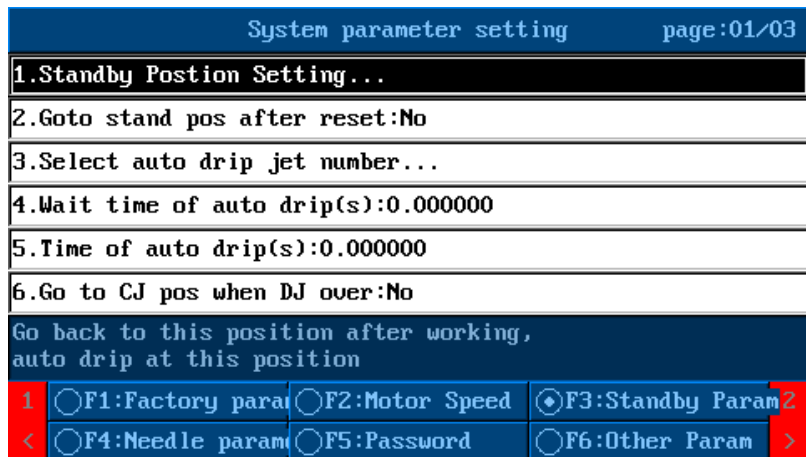 System parameter setting page:01/03
1.Standby Postion Setting...
2.Goto stand pos after reset:No
3.Select auto drip jet number...
4.Wait time of auto drip(s):0.000000
5.Time of auto drip(s):0.000000
6.Go to CJ pos when DJ over:No
Go back to this position after working,
auto drip at this position
1 F1:Factory para F2:Motor Speed F3:Standby Param 2
< F4:Needle param F5:Password F6:Other Param >